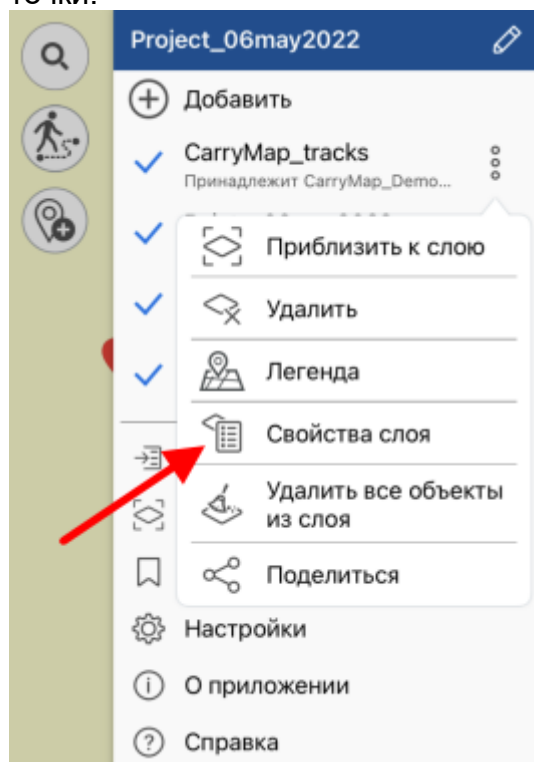 точки.
Project_06may2022
Добавить
CarryMap_tracks
Принадлежит CarryMap_Demo...
Приблизить к слою
Удалить
Легенда
Свойства слоя
Удалить все объекты
из слоя
Поделиться
Настройки
О приложении
Справка